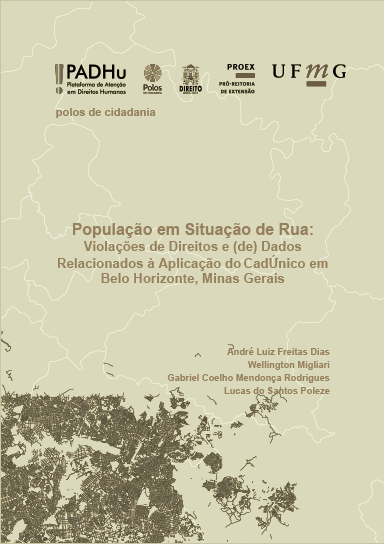 PADHu
Plataforma de Atenção
em Direitos Humanos
Polos
DIREITO
PROEX
PRÓ-REITORIA
DE EXTENSÃO
UFmG
polos de cidadania
População em Situação de Rua:
Violações de Direitos e (de) Dados
Relacionados à Aplicação do CadÚnico em
Belo Horizonte, Minas Gerais
André Luiz Freitas Dias
Wellington Migliari
Gabriel Coelho Mendonça Rodrigues
Lucas do Santos Poleze